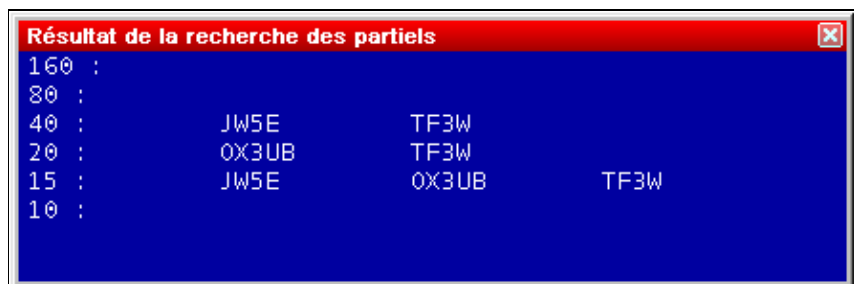 Résultat de la recherche des partiels
160 :
80 :
40 : JW5E TF3W
20 : OX3UB TF3W
15 : JW5E OX3UB TF3W
10 :